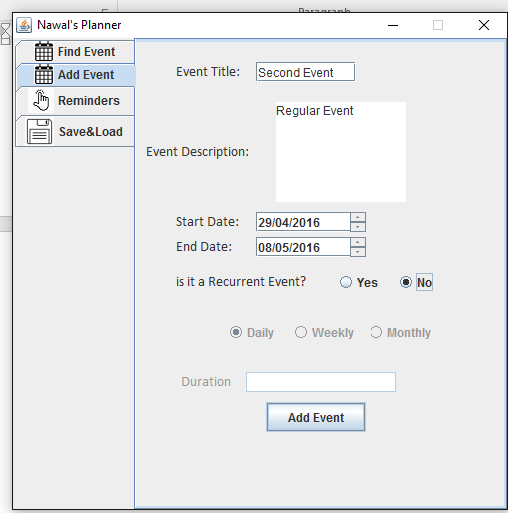 Paragraph
Nawal's Planner
Find Event
Add Event
Reminders
Save&Load
Event Title: Second Event
Event Description: Regular Event
Start Date: 29/04/2016
End Date: 08/05/2016
is it a Recurrent Event? Yes No
Daily Weekly Monthly
Duration
Add Event